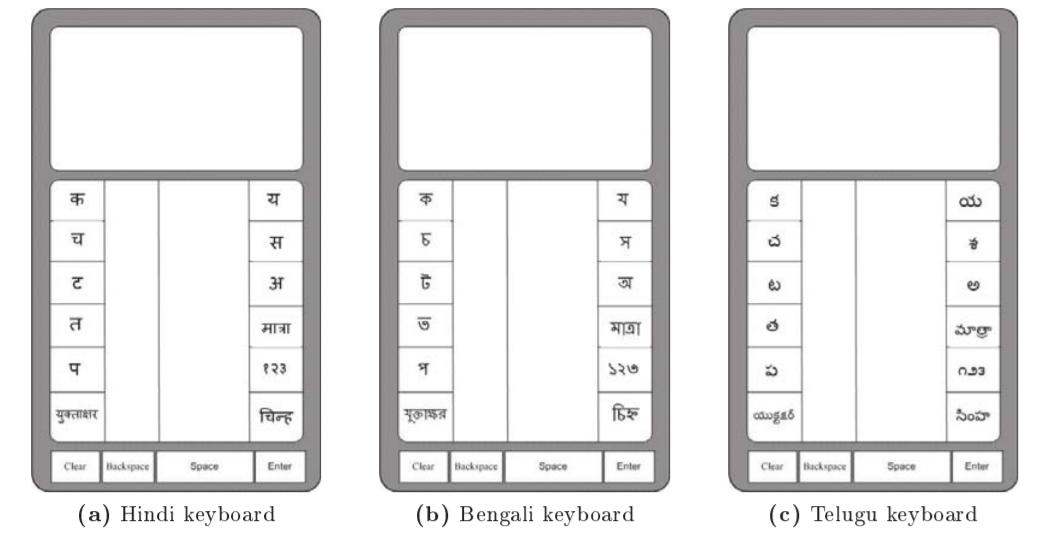 क य
च स
ट अ
त मात्रा
प १२३
युक्ताक्षर चिन्ह
Clear Backspace Space Enter
(a) Hindi keyboard
ক য
চ স
ট অ
ত মাত্রা
প ১২৩
যুক্তাক্ষর চিহ্ন
Clear Backspace Space Enter
(b) Bengali keyboard
క య
చ శ
ట అ
త మాత్రా
ప ౧౨౩
సింహ
Clear Backspace Space Enter
(c) Telugu keyboard